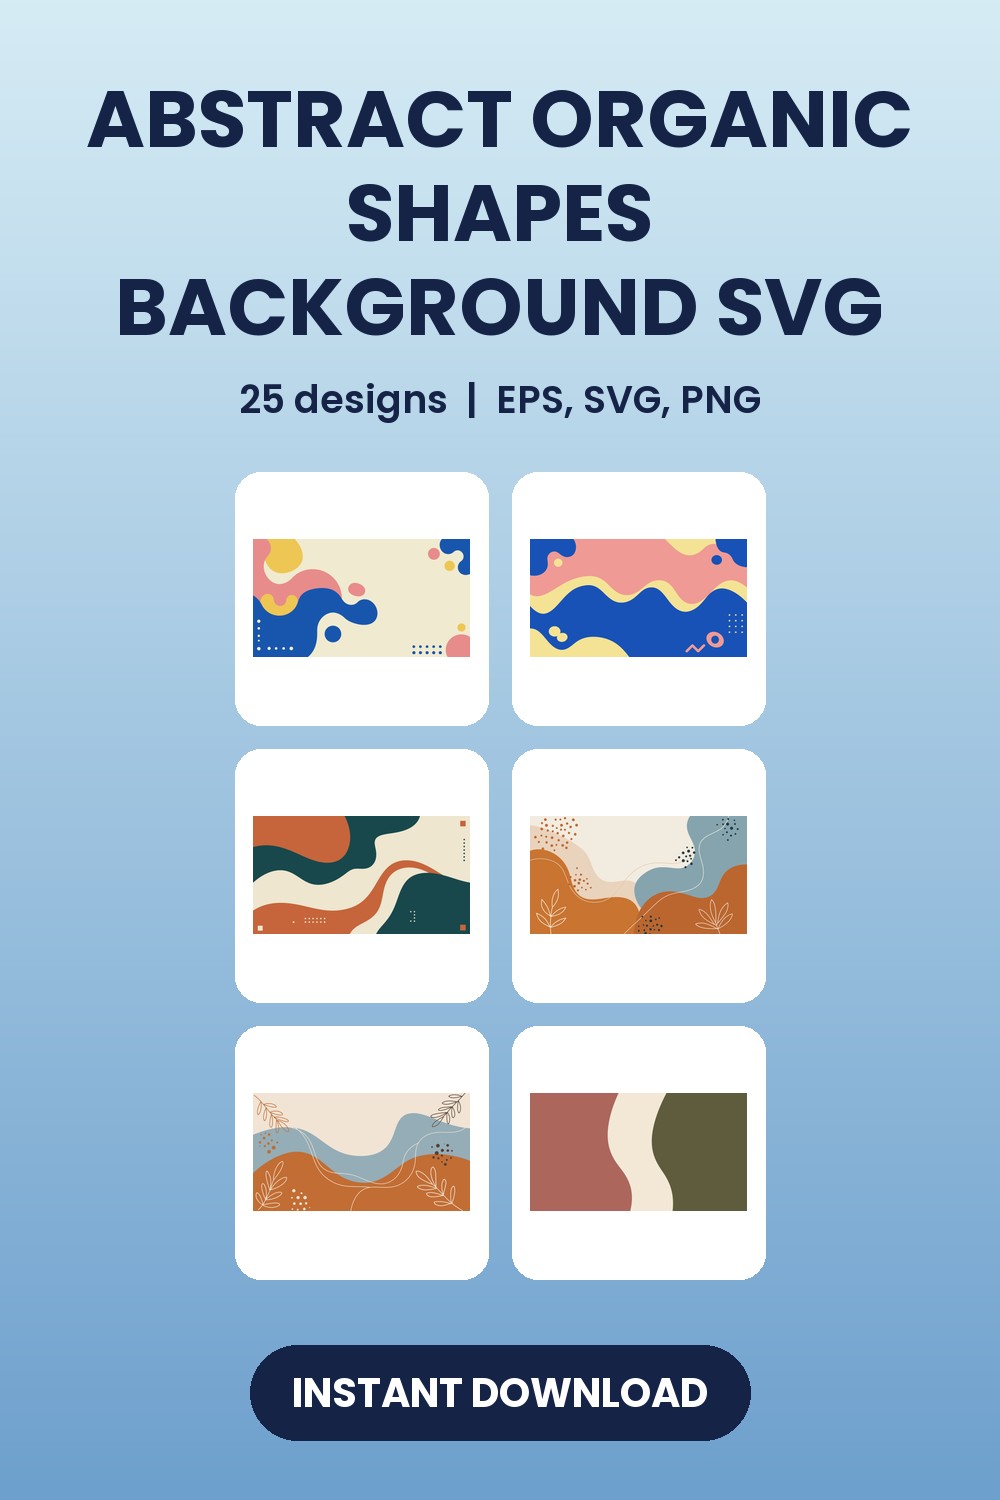 ABSTRACT ORGANIC
SHAPES
BACKGROUND SVG
25 designs | EPS, SVG, PNG
INSTANT DOWNLOAD